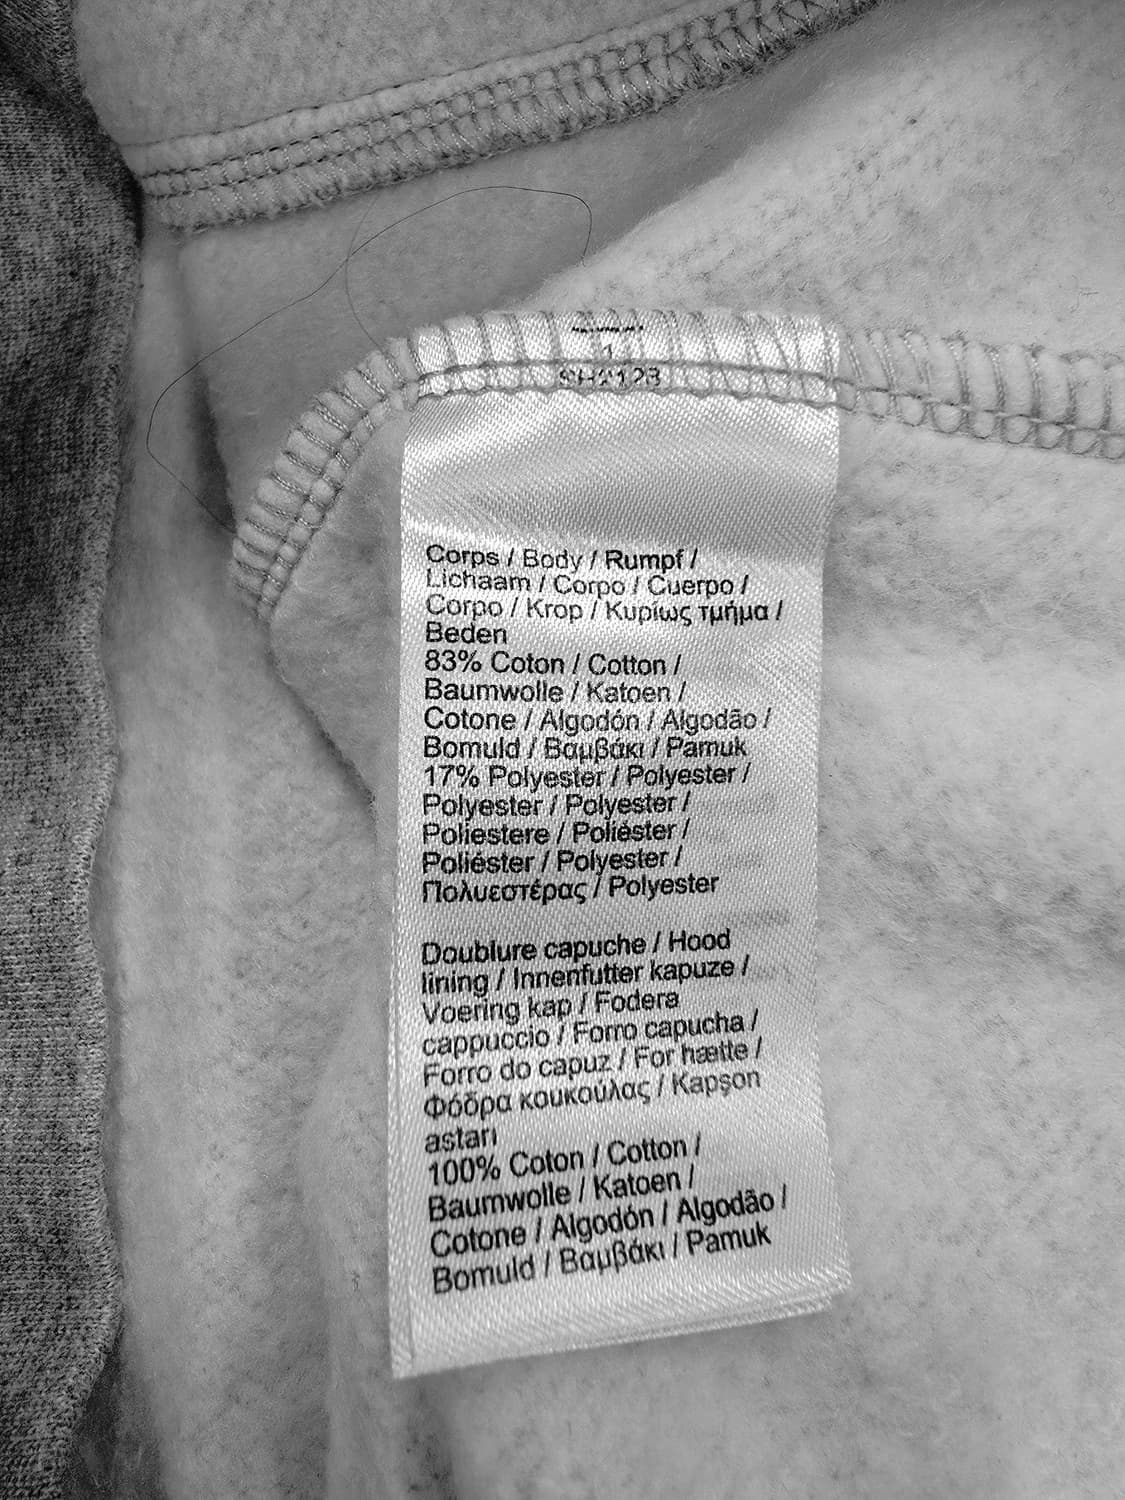 1
SH2123
Corps / Body / Rumpf /
Lichaam / Corpo / Cuerpo /
Corpo / Krop / Κυρίως τμήμα /
Beden
83% Coton / Cotton /
Baumwolle / Katoen /
Cotone / Algodón / Algodão /
Bomuld / Βαμβάκι / Pamuk
17% Polyester / Polyester /
Polyester / Polyester /
Poliestere / Poliéster /
Poliéster / Polyester /
Πολυεστέρας / Polyester
Doublure capuche / Hood
lining / Innenfutter kapuze /
Voering kap / Fodera
cappuccio / Forro capucha /
Forro do capuz / For hætte /
Φόδρα κουκούλας / Kapşon
astarı
100% Coton / Cotton /
Baumwolle / Katoen /
Cotone / Algodón / Algodão /
Bomuld / Βαμβάκι / Pamuk